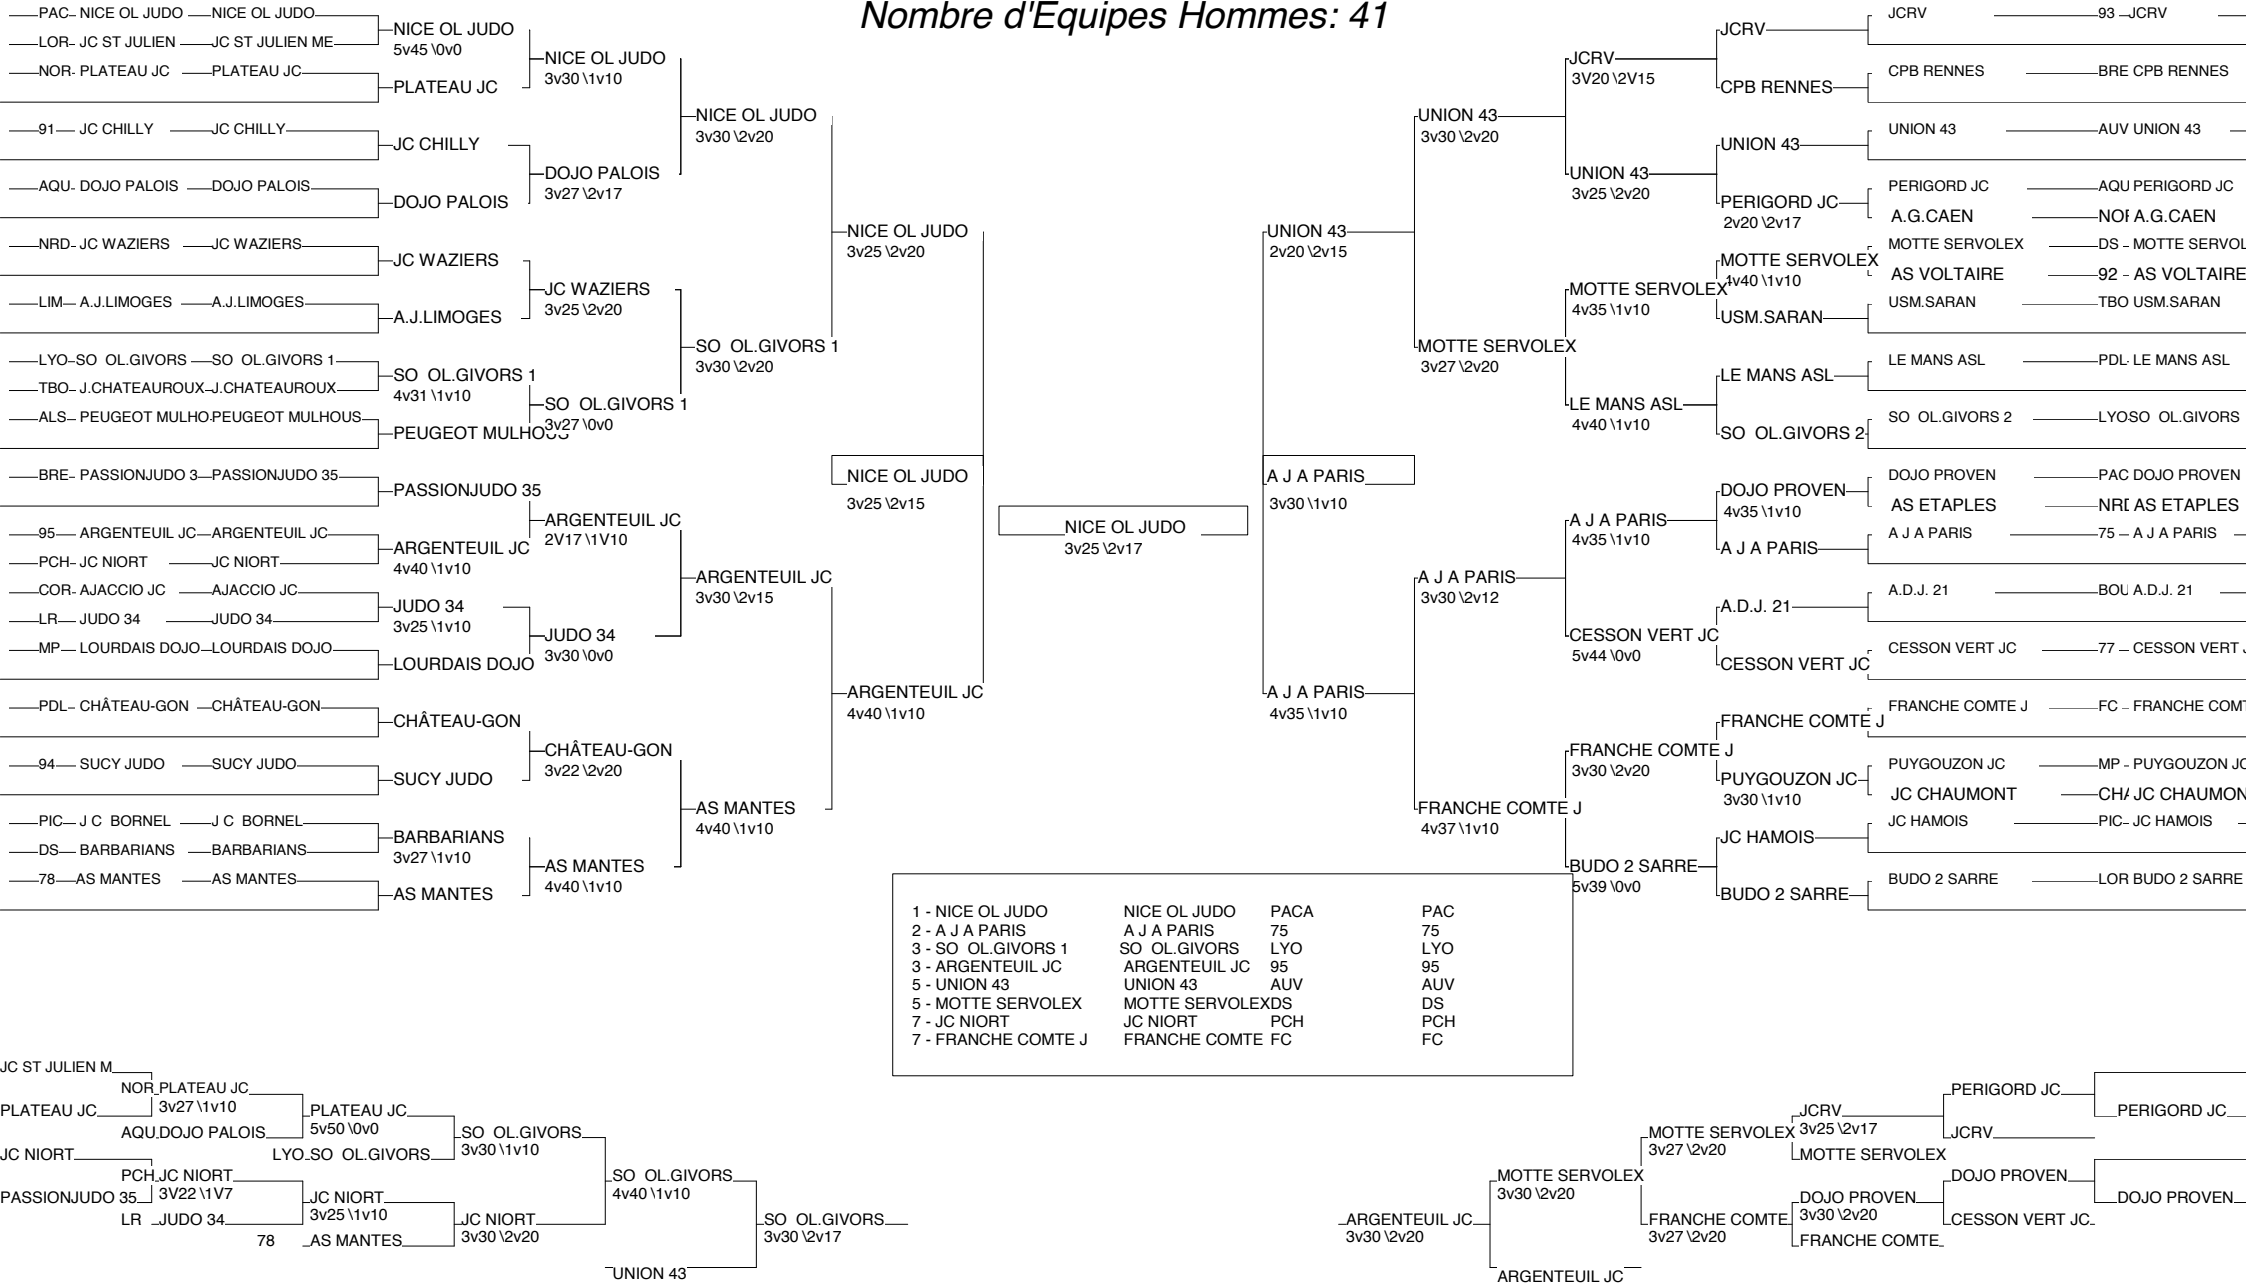 Nombre d'Equipes Hommes: 41
PAC NICE OL JUDO NICE OL JUDO
LOR JC ST JULIEN JC ST JULIEN ME
NOR PLATEAU JC PLATEAU JC
91 JC CHILLY JC CHILLY
AQU DOJO PALOIS DOJO PALOIS
NRD JC WAZIERS JC WAZIERS
LIM A.J.LIMOGES A.J.LIMOGES
LYO SO OL.GIVORS SO OL.GIVORS 1
TBO J.CHATEAUROUX J.CHATEAUROUX
ALS PEUGEOT MULHO PEUGEOT MULHOUS
BRE PASSIONJUDO 3 PASSIONJUDO 35
95 ARGENTEUIL JC ARGENTEUIL JC
PCH JC NIORT JC NIORT
COR AJACCIO JC AJACCIO JC
LR JUDO 34 JUDO 34
MP LOURDAIS DOJO LOURDAIS DOJO
PDL CHÂTEAU-GON CHÂTEAU-GON
94 SUCY JUDO SUCY JUDO
PIC J C BORNEL J C BORNEL
DS BARBARIANS BARBARIANS
78 AS MANTES AS MANTES
NICE OL JUDO
5v45 \0v0
PLATEAU JC
JC CHILLY
DOJO PALOIS
JC WAZIERS
A.J.LIMOGES
SO OL.GIVORS 1
4v31 \1v10
PEUGEOT MULHOUS
PASSIONJUDO 35
ARGENTEUIL JC
4v40 \1v10
JUDO 34
3v25 \1v10
LOURDAIS DOJO
CHÂTEAU-GON
SUCY JUDO
BARBARIANS
3v27 \1v10
AS MANTES
NICE OL JUDO
3v30 \1v10
DOJO PALOIS
3v27 \2v17
JC WAZIERS
3v25 \2v20
SO OL.GIVORS 1
3v27 \0v0
ARGENTEUIL JC
2V17 \1V10
JUDO 34
3v30 \0v0
CHÂTEAU-GON
3v22 \2v20
AS MANTES
4v40 \1v10
NICE OL JUDO
3v30 \2v20
SO OL.GIVORS 1
3v30 \2v20
ARGENTEUIL JC
3v30 \2v15
AS MANTES
4v40 \1v10
NICE OL JUDO
3v25 \2v20
NICE OL JUDO
3v25 \2v15
ARGENTEUIL JC
4v40 \1v10
NICE OL JUDO
3v25 \2v17
UNION 43
2v20 \2v15
A J A PARIS
3v30 \1v10
A J A PARIS
4v35 \1v10
UNION 43
3v30 \2v20
MOTTE SERVOLEX
3v27 \2v20
A J A PARIS
3v30 \2v12
FRANCHE COMTE J
4v37 \1v10
JCRV
3V20 \2V15
UNION 43
3v25 \2v20
MOTTE SERVOLEX
4v35 \1v10
LE MANS ASL
4v40 \1v10
A J A PARIS
4v35 \1v10
CESSON VERT JC
5v44 \0v0
FRANCHE COMTE J
3v30 \2v20
BUDO 2 SARRE
5v39 \0v0
JCRV
CPB RENNES
UNION 43
PERIGORD JC
2v20 \2v17
MOTTE SERVOLEX
4v40 \1v10
USM.SARAN
LE MANS ASL
SO OL.GIVORS 2
DOJO PROVEN
4v35 \1v10
A J A PARIS
A.D.J. 21
CESSON VERT JC
FRANCHE COMTE J
PUYGOUZON JC
3v30 \1v10
JC HAMOIS
BUDO 2 SARRE
JCRV 93 JCRV
CPB RENNES BRE CPB RENNES
UNION 43 AUV UNION 43
PERIGORD JC AQU PERIGORD JC
A.G.CAEN NOR A.G.CAEN
MOTTE SERVOLEX DS MOTTE SERVOL
AS VOLTAIRE 92 AS VOLTAIRE
USM.SARAN TBO USM.SARAN
LE MANS ASL PDL LE MANS ASL
SO OL.GIVORS 2 LYO SO OL.GIVORS
DOJO PROVEN PAC DOJO PROVEN
AS ETAPLES NRD AS ETAPLES
A J A PARIS 75 A J A PARIS
A.D.J. 21 BOU A.D.J. 21
CESSON VERT JC 77 CESSON VERT J
FRANCHE COMTE J FC FRANCHE COMT
PUYGOUZON JC MP PUYGOUZON JC
JC CHAUMONT CHA JC CHAUMON
JC HAMOIS PIC JC HAMOIS
BUDO 2 SARRE LOR BUDO 2 SARRE
1 - NICE OL JUDO NICE OL JUDO PACA PAC
2 - A J A PARIS A J A PARIS 75 75
3 - SO OL.GIVORS 1 SO OL.GIVORS LYO LYO
3 - ARGENTEUIL JC ARGENTEUIL JC 95 95
5 - UNION 43 UNION 43 AUV AUV
5 - MOTTE SERVOLEX MOTTE SERVOLEX DS DS
7 - JC NIORT JC NIORT PCH PCH
7 - FRANCHE COMTE J FRANCHE COMTE FC FC
JC ST JULIEN M
PLATEAU JC
JC NIORT
PASSIONJUDO 35
NOR PLATEAU JC
3v27 \1v10
AQU DOJO PALOIS
PCH JC NIORT
3V22 \1V7
LR JUDO 34
PLATEAU JC
5v50 \0v0
LYO SO OL.GIVORS
JC NIORT
3v25 \1v10
78 AS MANTES
SO OL.GIVORS
3v30 \1v10
JC NIORT
3v30 \2v20
SO OL.GIVORS
4v40 \1v10
UNION 43
SO OL.GIVORS
3v30 \2v17
ARGENTEUIL JC
3v30 \2v20
MOTTE SERVOLEX
3v30 \2v20
ARGENTEUIL JC
MOTTE SERVOLEX
3v27 \2v20
FRANCHE COMTE
3v27 \2v20
JCRV
3v25 \2v17
MOTTE SERVOLEX
DOJO PROVEN
3v30 \2v20
FRANCHE COMTE
PERIGORD JC
JCRV
DOJO PROVEN
CESSON VERT JC
PERIGORD JC
DOJO PROVEN